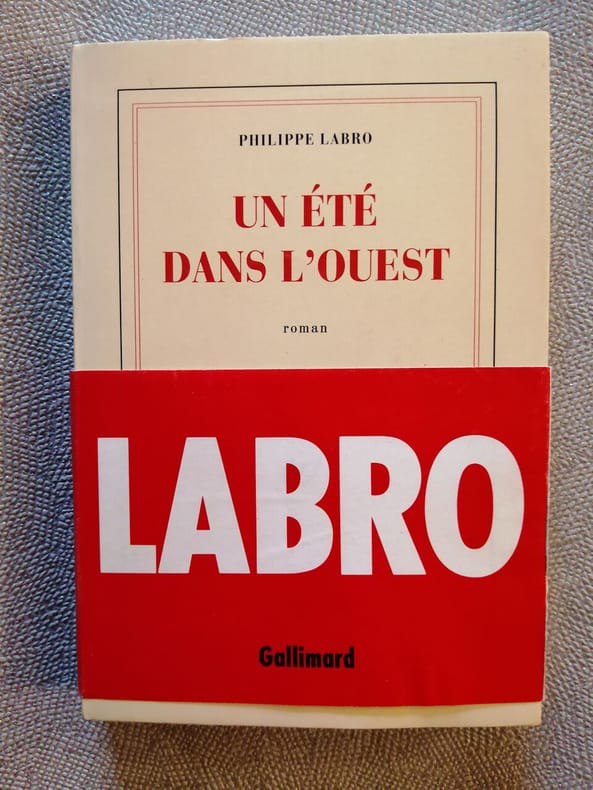 PHILIPPE LABRO
UN ÉTÉ
DANS L'OUEST
roman
LABRO
Gallimard